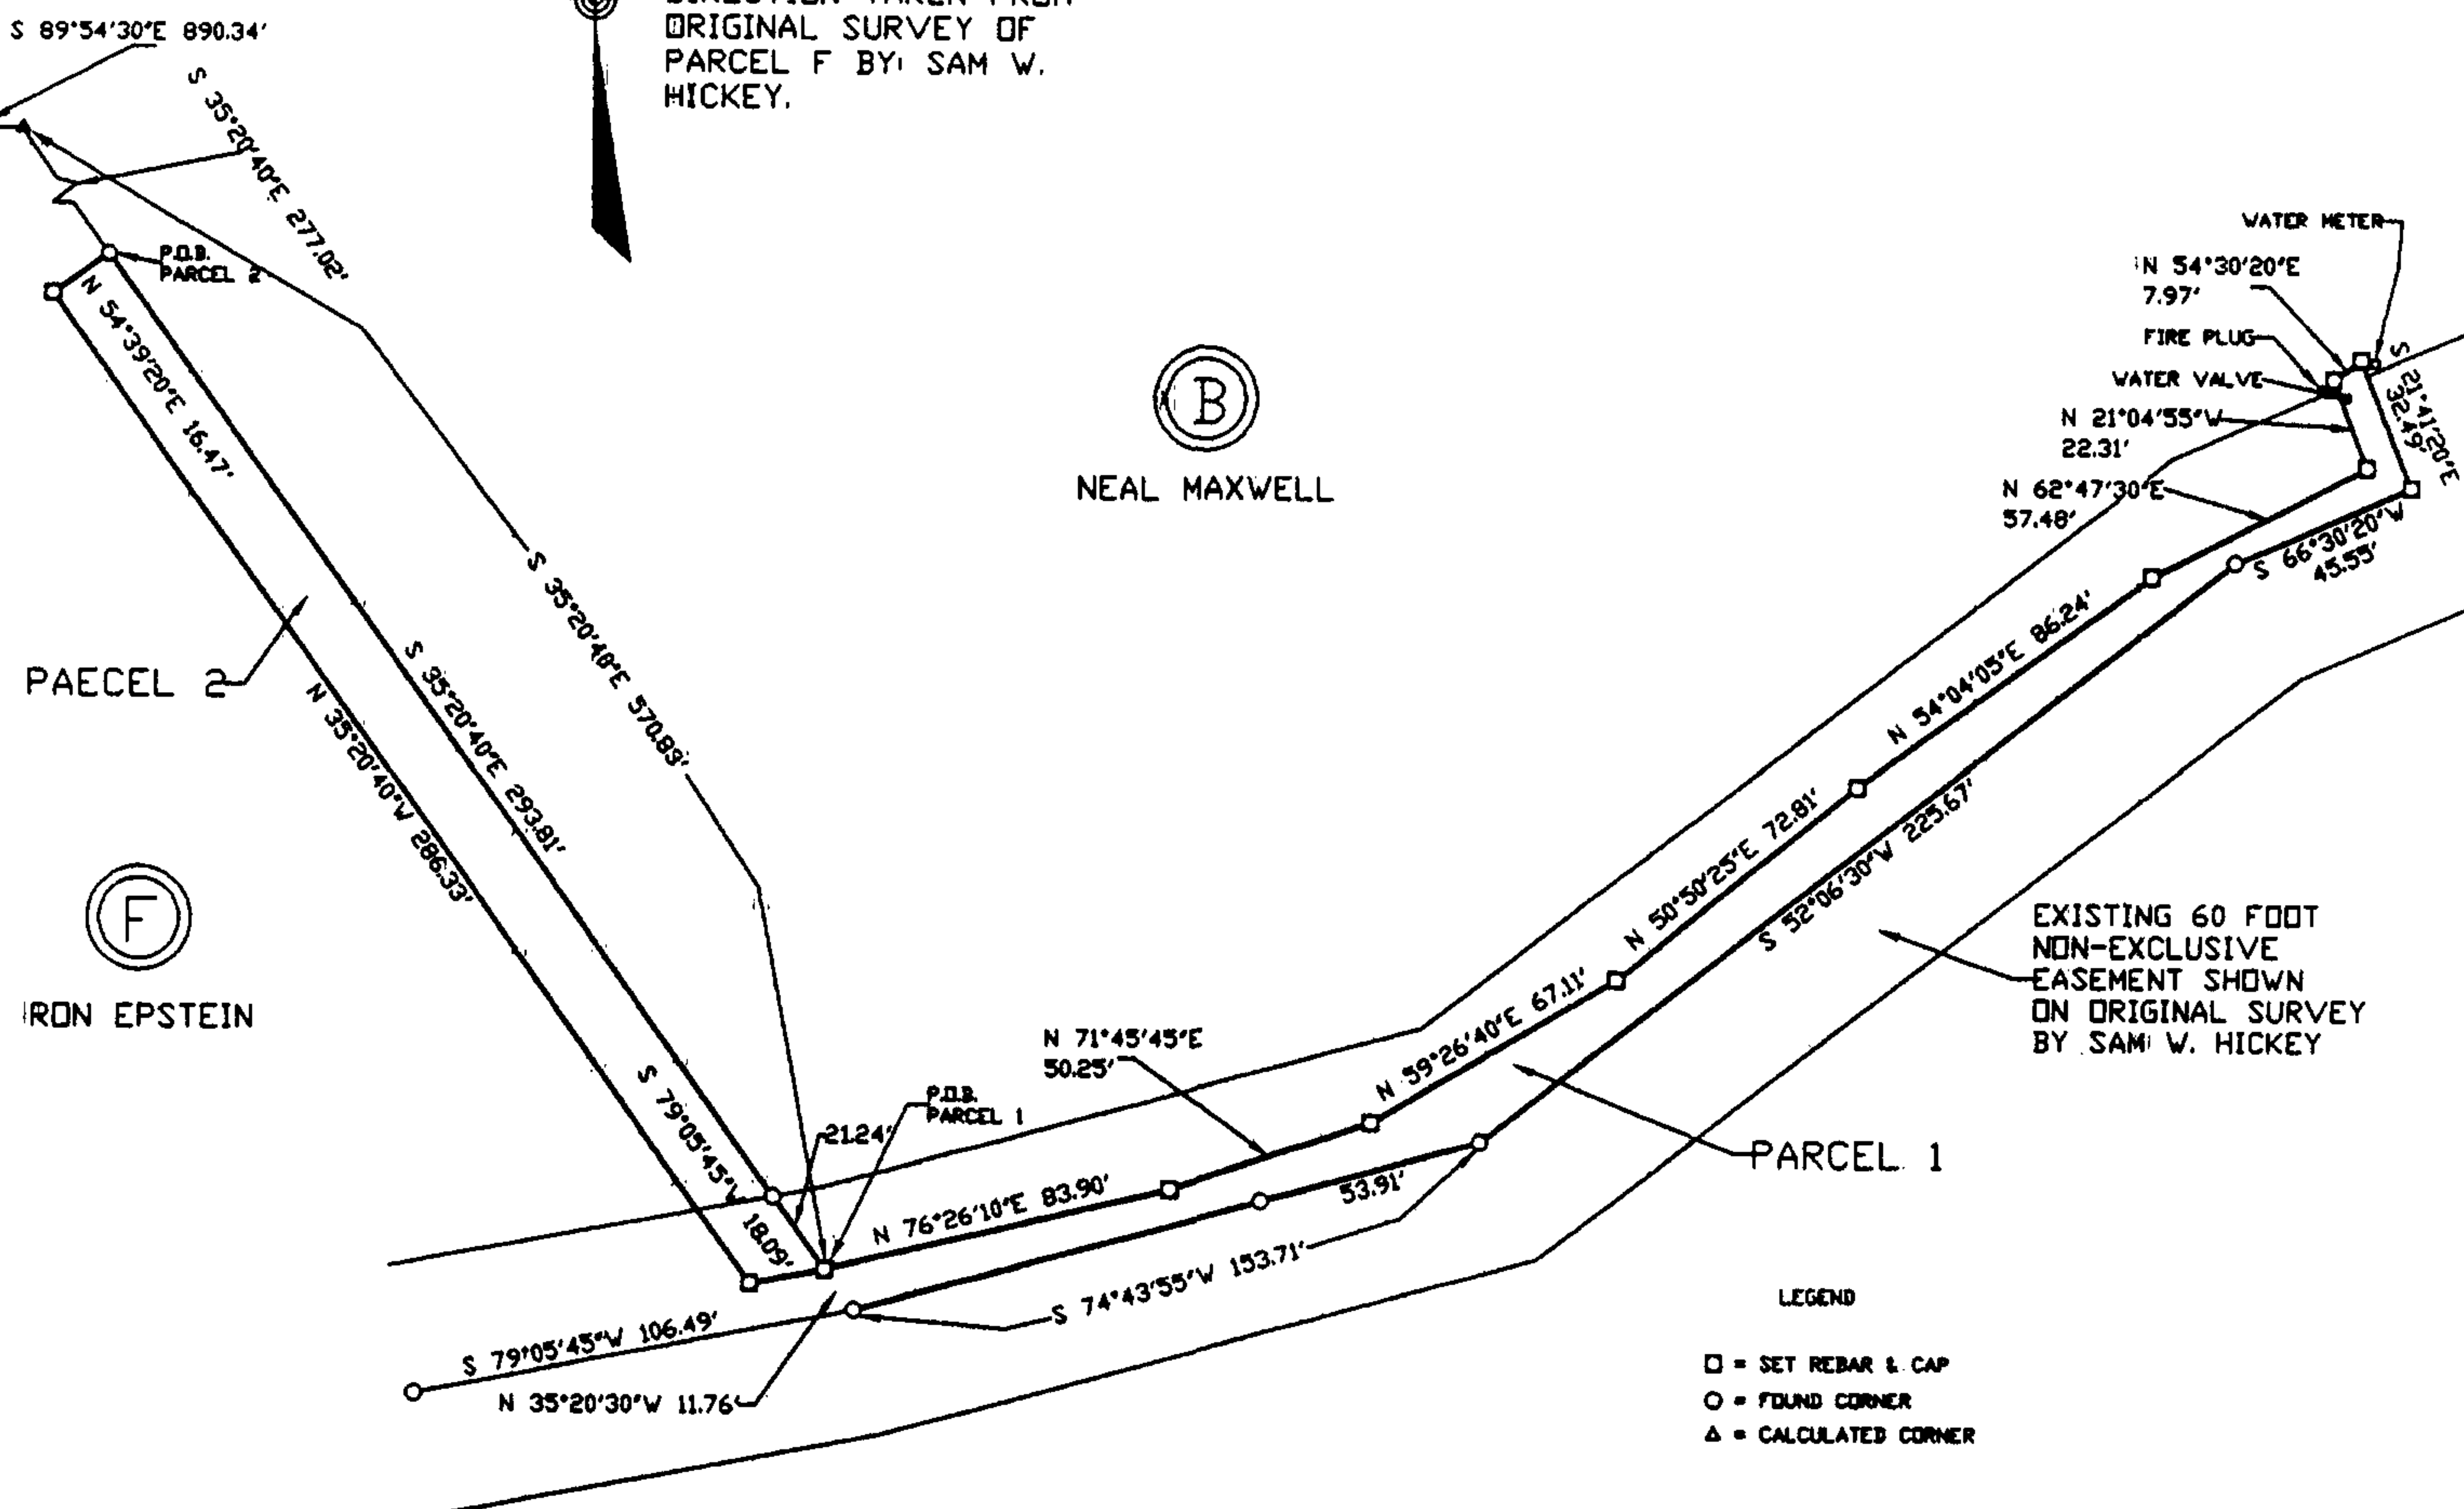 S 89°54'30"E 890.34'
ORIGINAL SURVEY OF
PARCEL F BY: SAM W.
HICKEY.
S 35°20'40"E 277.02'
P.O.B.
PARCEL 2
N 54°39'20"E 16.47'
WATER METER
N 54°30'20"E
7.97'
FIRE PLUG
WATER VALVE
N 21°04'55"W
22.31'
S 21°41'20"E
32.49'
N 62°47'30"E
57.48'
S 66°30'20"W
45.55'
B
NEAL MAXWELL
S 35°20'40"E 570.83'
PAECEL 2
S 35°20'40"E 293.81'
N 35°20'40"W 286.33'
N 54°04'05"E 86.24'
N 50°50'25"E 72.81'
S 52°06'30"W 225.67'
F
RON EPSTEIN
EXISTING 60 FOOT
NON-EXCLUSIVE
EASEMENT SHOWN
ON ORIGINAL SURVEY
BY SAM W. HICKEY
N 59°26'40"E 67.11'
N 71°45'45"E
50.25'
P.O.B.
PARCEL 1
21.24'
S 79°05'45"W 18.09'
PARCEL 1
N 76°26'10"E 83.90'
53.91'
S 74°43'55"W 153.71'
S 79°05'45"W 106.49'
N 35°20'30"W 11.76'
LEGEND
□ = SET REBAR & CAP
○ = FOUND CORNER
△ = CALCULATED CORNER